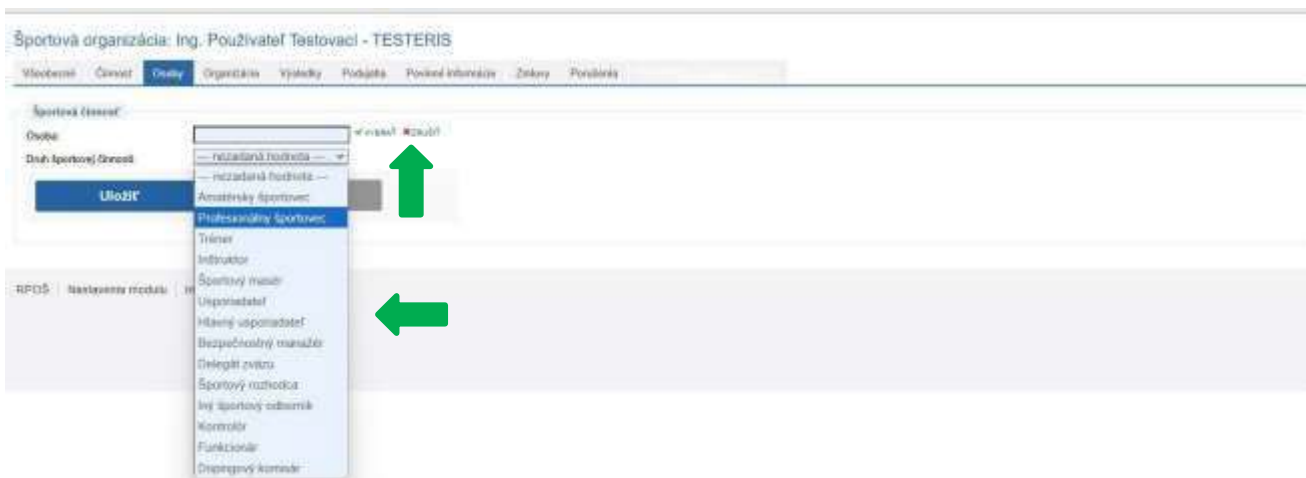 Športová organizácia: Ing. Používateľ Testovací - TESTERIS
Všeobecné Činnosť Osoby Organizácia Výsledky Podujatia Povinné informácie Zmluvy Porušenia
Športová činnosť
Osoba:
VYBRAŤ ZRUŠIŤ
Druh športovej činnosti
--- nezadaná hodnota ---
--- nezadaná hodnota ---
Uložiť
Amatérsky športovec
Profesionálny športovec
Tréner
Inštruktor
Športový masér
RPOŠ Nastavenia modulu
Usporiadateľ
Hlavný usporiadateľ
Bezpečnostný manažér
Delegát zväzu
Športový rozhodca
Iný športový odborník
Kontrolór
Funkcionár
Dopingový komisár